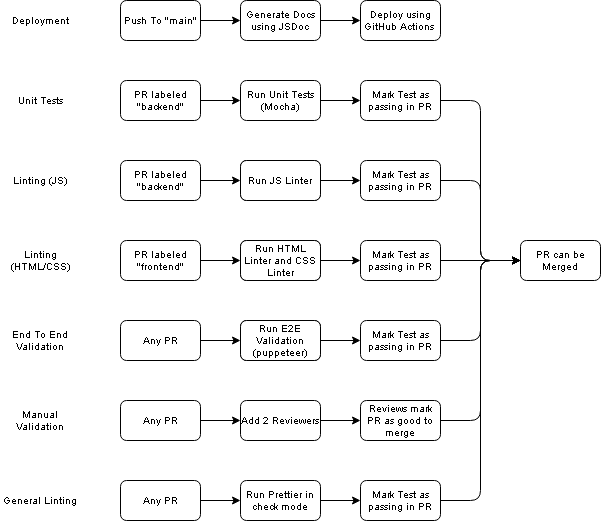 Deployment
Push To "main"
Generate Docs
using JSDoc
Deploy using
GitHub Actions
Unit Tests
PR labeled
"backend"
Run Unit Tests
(Mocha)
Mark Test as
passing in PR
Linting (JS)
PR labeled
"backend"
Run JS Linter
Mark Test as
passing in PR
Linting
(HTML/CSS)
PR labeled
"frontend"
Run HTML
Linter and CSS
Linter
Mark Test as
passing in PR
PR can be
Merged
End To End
Validation
Any PR
Run E2E
Validation
(puppeteer)
Mark Test as
passing in PR
Manual
Validation
Any PR
Add 2 Reviewers
Reviews mark
PR as good to
merge
General Linting
Any PR
Run Prettier in
check mode
Mark Test as
passing in PR